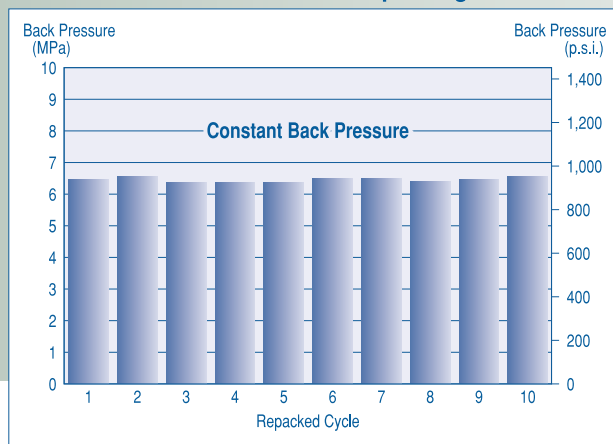 Back Pressure
(MPa)
Back Pressure
(p.s.i.)
10
9
8
7
6
5
4
3
2
1
0
Constant Back Pressure
1,400
1,200
1,000
800
600
400
200
0
1 2 3 4 5 6 7 8 9 10
Repacked Cycle